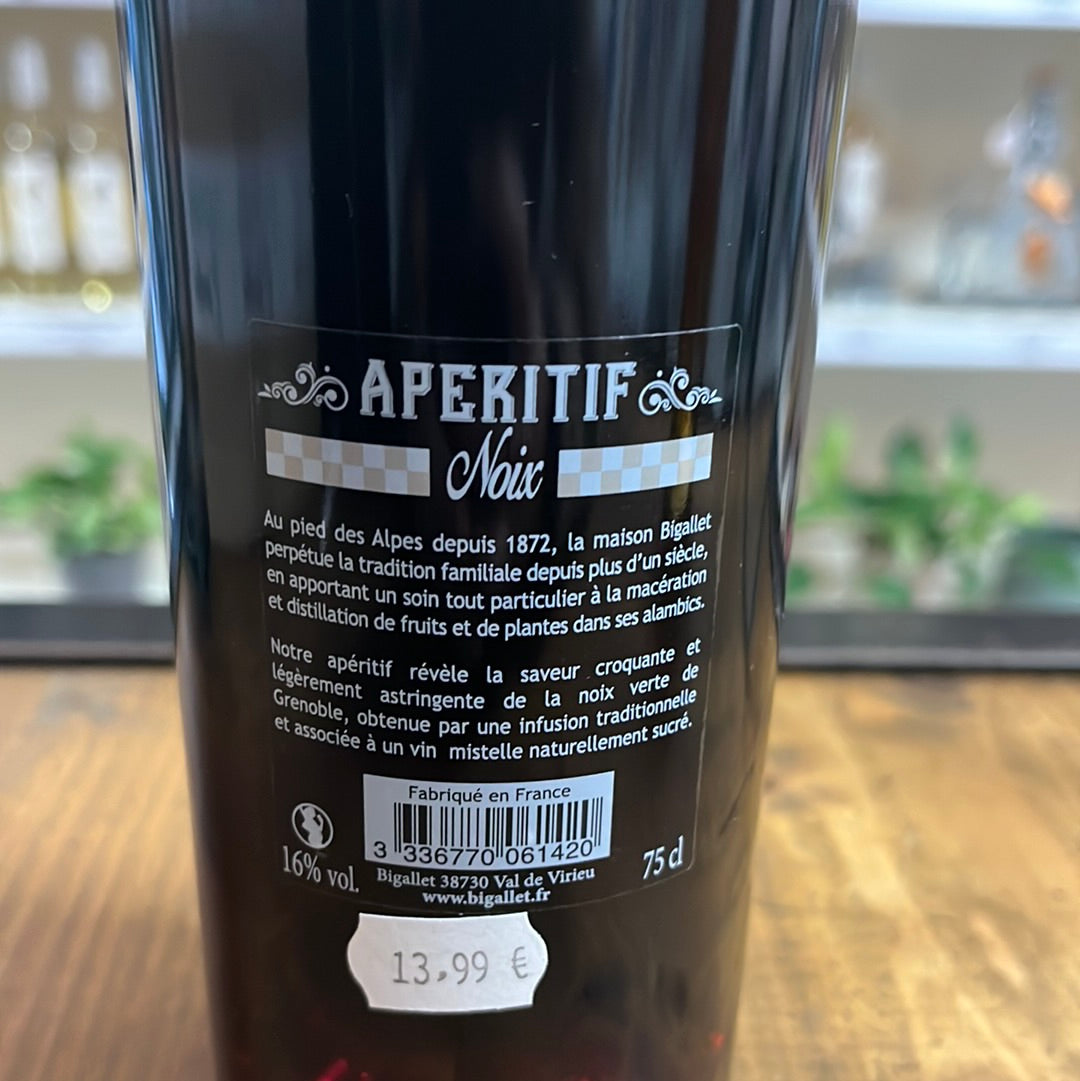 APERITIF
Noix
Au pied des Alpes depuis 1872, la maison Bigallet
perpétue la tradition familiale depuis plus d'un siècle,
en apportant un soin tout particulier à la macération
et distillation de fruits et de plantes dans ses alambics.
Notre apéritif révèle la saveur croquante et
légèrement astringente de la noix verte de
Grenoble, obtenue par une infusion traditionnelle
et associée à un vin mistelle naturellement sucré.
Fabriqué en France
3 336770 061420
16% vol.
75 cl
Bigallet 38730 Val de Virieu
www.bigallet.fr
13,99 €